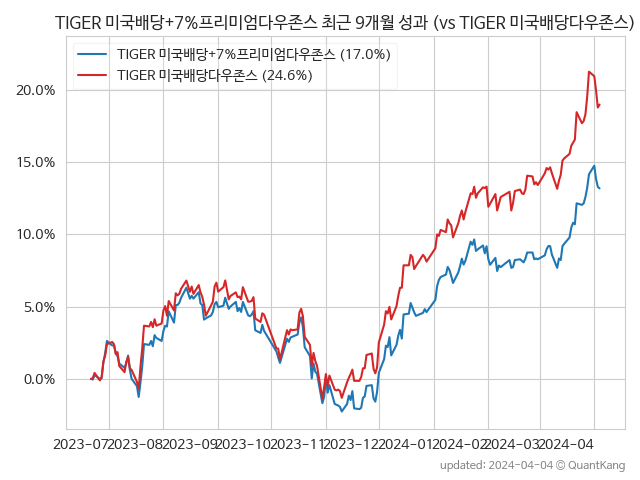 TIGER 미국배당+7%프리미엄다우존스 최근 9개월 성과 (vs TIGER 미국배당다우존스)
TIGER 미국배당+7%프리미엄다우존스 (17.0%)
TIGER 미국배당다우존스 (24.6%)
20.0%
15.0%
10.0%
5.0%
0.0%
2023-07 2023-08 2023-09 2023-10 2023-11 2023-12 2024-01 2024-02 2024-03 2024-04
updated: 2024-04-04 © QuantKang